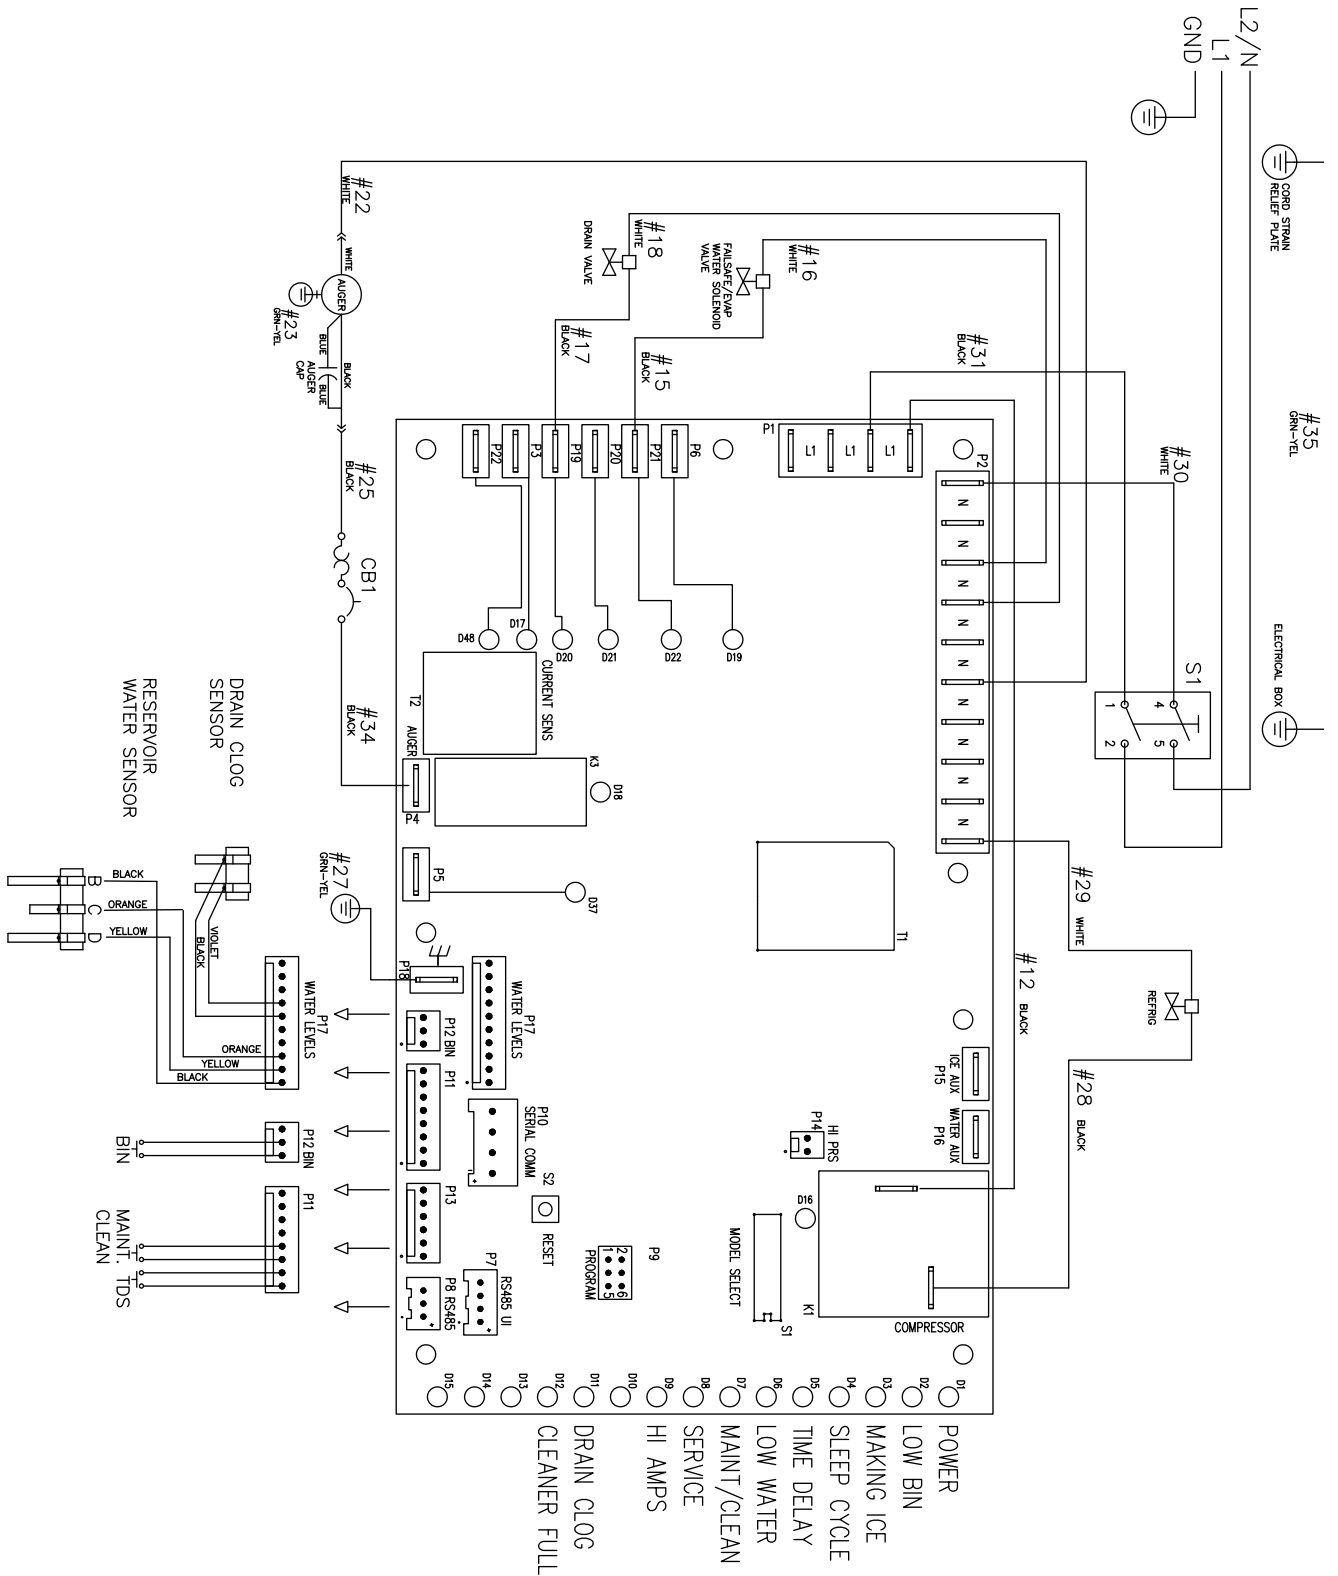 L2/N
L1
GND
CORD STRAIN
RELIEF PLATE
#35
GRN-YEL
ELECTRICAL BOX
#22
WHITE
WHITE
AUGER
#23
GRN-YEL
BLUE
AUGER
CAP
BLUE
BLACK
#25
BLACK
CB1
#34
BLACK
#18
WHITE
DRAIN VALVE
#17
BLACK
#16
WHITE
FAILSAFE/EVAP
WATER SOLENOID
VALVE
#15
BLACK
#31
BLACK
#30
WHITE
S1
4
5
1
2
P1
L1
L1
L1
P2
N
N
N
N
N
N
N
N
N
P22
P3
P19
P20
P21
P6
D48
D17
D20
D21
D22
D19
CURRENT SENS
T2
AUGER
P4
K3
D18
P5
D37
T1
#29
WHITE
REFRIG
#28
BLACK
#12
BLACK
#27
GRN-YEL
P18
P17
WATER LEVELS
P12 BIN
P11
P10
SERIAL COMM
P13
S2
RESET
P7
RS485 UI
P8 RS485
P9
2
6
1
5
PROGRAM
ICE AUX
P15
WATER AUX
P16
HI PRS
P14
D16
K1
COMPRESSOR
MODEL SELECT
S1
DRAIN CLOG
SENSOR
RESERVOIR
WATER SENSOR
B
C
D
BLACK
ORANGE
YELLOW
VIOLET
BLACK
P17
WATER LEVELS
ORANGE
YELLOW
BLACK
P12 BIN
BIN
P11
MAINT.
CLEAN
TDS
D1
POWER
D2
LOW BIN
D3
MAKING ICE
D4
SLEEP CYCLE
D5
TIME DELAY
D6
LOW WATER
D7
MAINT/CLEAN
D8
SERVICE
D9
HI AMPS
D10
D11
DRAIN CLOG
D12
CLEANER FULL
D13
D14
D15